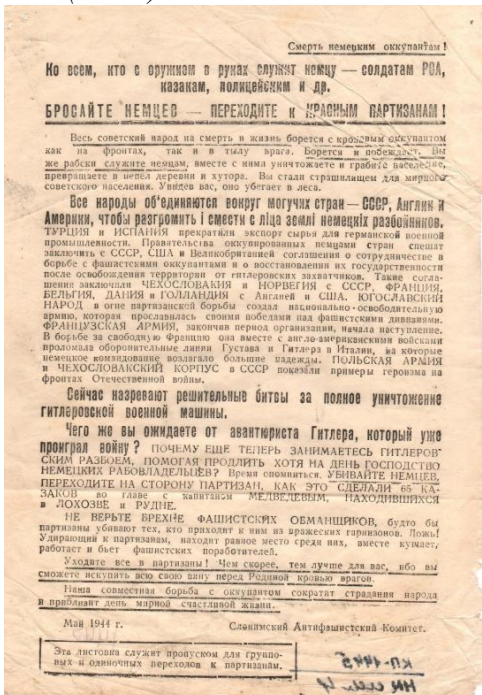 Смерть немецким оккупантам!
Ко всем, кто с оружием в руках служит немцу — солдатам РОА,
казакам, полицейским и др.
БРОСАЙТЕ НЕМЦЕВ — ПЕРЕХОДИТЕ к КРАСНЫМ ПАРТИЗАНАМ!
Весь советский народ на смерть и жизнь борется с кровавым оккупантом
как на фронтах, так и в тылу врага. Борется и побеждает. Вы
же рабски служите немцам, вместе с ними уничтожаете и грабите население,
превращаете в пепел деревни и хутора. Вы стали страшилищем для мирного
советского населения. Увидев вас, оно убегает в леса.
Все народы об'единяются вокруг могучих стран — СССР, Англии и
Америки, чтобы разгромить і смести с ліца землі немецких разбойников.
ТУРЦИЯ и ИСПАНИЯ прекратили экспорт сырья для германской военной
промышленности. Правительства оккупированных немцами стран спешат
заключить с СССР, США и Великобританией соглашения о сотрудничестве в
борьбе с фашистскими оккупантами и о восстановлении их государственности
после освобождения территории от гитлеровских захватчиков. Такие согла-
шения заключили ЧЕХОСЛОВАКИЯ и НОРВЕГИЯ с СССР, ФРАНЦИЯ,
БЕЛЬГИЯ, ДАНИЯ и ГОЛЛАНДИЯ с Англией и США. ЮГОСЛАВСКИЙ
НАРОД в огне партизанской борьбы создал национально-освободительную
армию, которая прославилась своими победами над фашистскими дивизиями.
ФРАНЦУЗСКАЯ АРМИЯ, закончив период организации, начала наступление.
В борьбе за свободную Францию она вместе с англо-американскими войсками
проломала оборонительные линии Густава и Гитлера в Италии, на которые
немецкое командование возлагало большие надежды. ПОЛЬСКАЯ АРМИЯ
и ЧЕХОСЛОВАЦКИЙ КОРПУС в СССР показали примеры героизма на
фронтах Отечественной войны.
Сейчас назревают решительные битвы за полное уничтожение
гитлеровской военной машины.
Чего же вы ожидаете от авантюриста Гитлера, который уже
проиграл войну? ПОЧЕМУ ЕЩЕ ТЕПЕРЬ ЗАНИМАЕТЕСЬ ГИТЛЕРОВ-
СКИМ РАЗБОЕМ, ПОМОГАЯ ПРОДЛИТЬ ХОТЯ НА ДЕНЬ ГОСПОДСТВО
НЕМЕЦКИХ РАБОВЛАДЕЛЬЦЕВ? Время спомниться. УБИВАЙТЕ НЕМЦЕВ,
ПЕРЕХОДИТЕ НА СТОРОНУ ПАРТИЗАН, КАК ЭТО СДЕЛАЛИ 65 КА-
ЗАКОВ во главе с капитаном МЕДВЕДЕВЫМ, НАХОДИВШИХСЯ
в ЛОХОЗВЕ и РУДНЕ.
НЕ ВЕРЬТЕ БРЕХНЕ ФАШИСТСКИХ ОБМАНЩИКОВ, будто бы
партизаны убивают тех, кто приходят к ним из вражеских гарнизонов. Ложь!
Удирающий к партизанам, находят равное место среди них, вместе кушает,
работает и бьет фашистских поработителей.
Уходите все в партизаны! Чем скорее, тем лучше для вас, ибо вы
сможете искупить всю свою вину перед Родиной кровью врагов.
Наша совместная борьба с оккупантом сократит страдания народа
и приблизит день мирной счастливой жизни.
Май 1944 г. Слонимский Антифашистский Комитет.
Эта листовка служит пропуском для группо-
вых и одиночных переходов к партизанам.
КП-1445